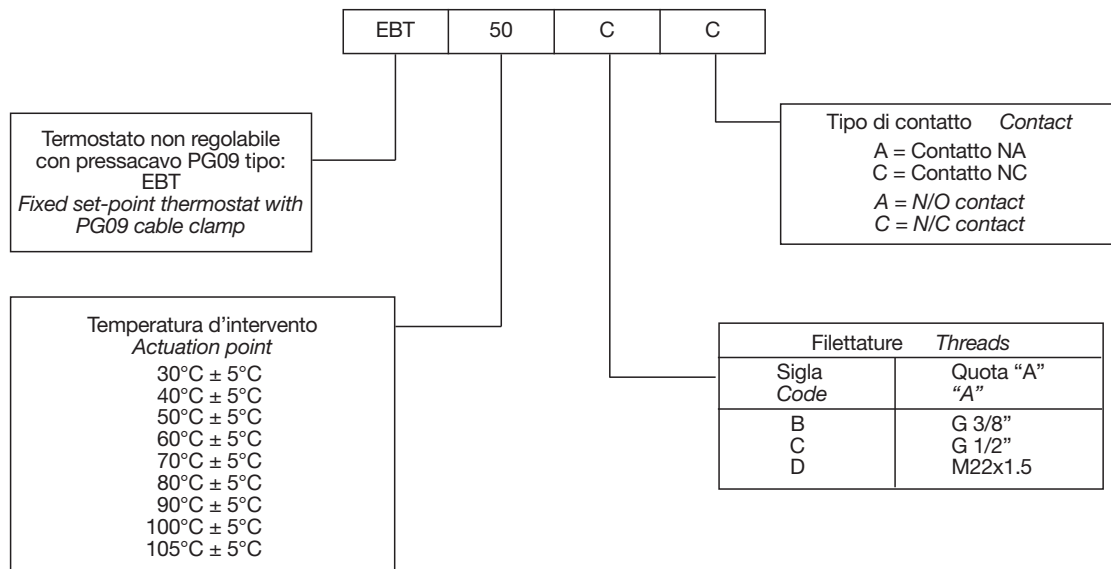 EBT 50 C C
Termostato non regolabile
con pressacavo PG09 tipo:
EBT
Fixed set-point thermostat with
PG09 cable clamp
Tipo di contatto Contact
A = Contatto NA
C = Contatto NC
A = N/O contact
C = N/C contact
Temperatura d’intervento
Actuation point
30°C ± 5°C
40°C ± 5°C
50°C ± 5°C
60°C ± 5°C
70°C ± 5°C
80°C ± 5°C
90°C ± 5°C
100°C ± 5°C
105°C ± 5°C
Filettature Threads
Sigla Quota “A”
Code “A”
B G 3/8”
C G 1/2”
D M22x1.5